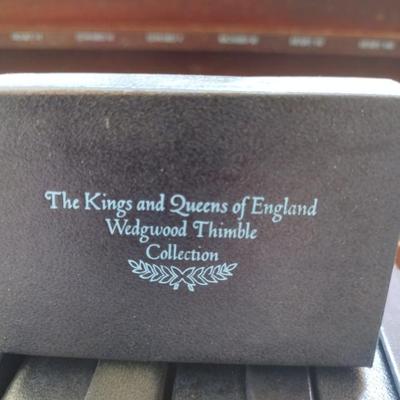 The Kings and Queens of England
Wedgwood Thimble
Collection